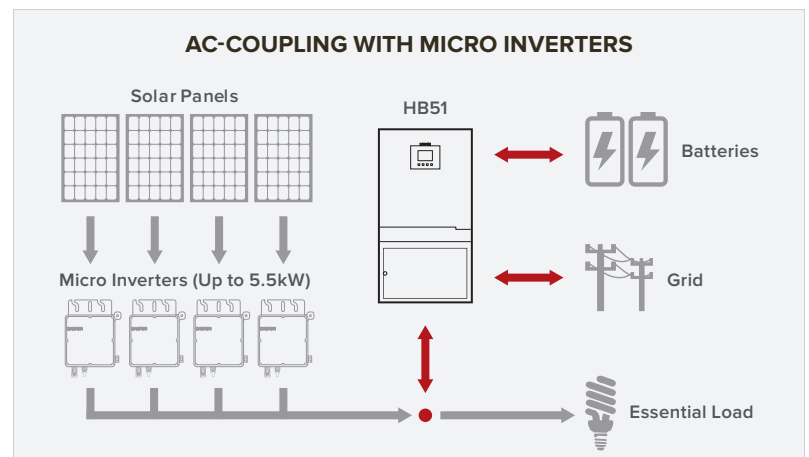 AC-COUPLING WITH MICRO INVERTERS
Solar Panels
HB51
Batteries
Micro Inverters (Up to 5.5kW)
Grid
Essential Load